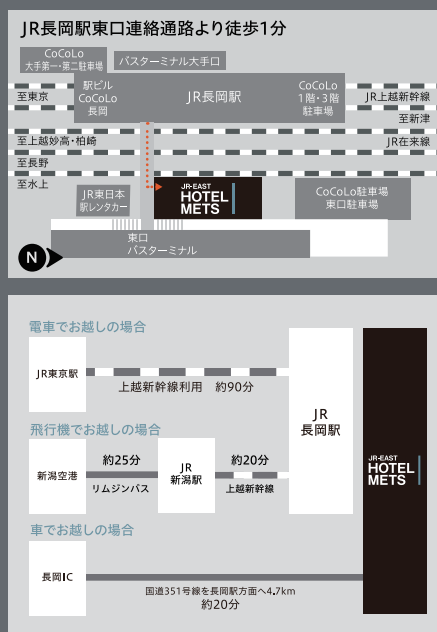 JR長岡駅東口連絡通路より徒歩1分
CoCoLo
大手第一・第二駐車場
バスターミナル大手口
駅ビル
CoCoLo
長岡
JR長岡駅
CoCoLo
1階・3階
駐車場
至東京
JR上越新幹線
至新津
至上越妙高・柏崎
JR在来線
至長野
至水上
JR東日本
駅レンタカー
JR-EAST
HOTEL
METS
CoCoLo駐車場
東口駐車場
東口
バスターミナル
N
電車でお越しの場合
JR東京駅
上越新幹線利用 約90分
JR
長岡駅
飛行機でお越しの場合
新潟空港
約25分
リムジンバス
JR
新潟駅
約20分
上越新幹線
JR-EAST
HOTEL
METS
車でお越しの場合
長岡IC
国道351号線を長岡駅方面へ4.7km
約20分